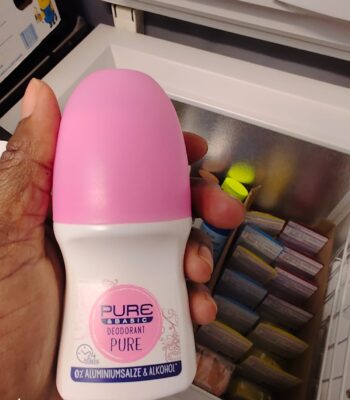 PURE
& BASIC
DEODORANT
PURE
0% ALUMINIUMSALZE & ALKOHOL